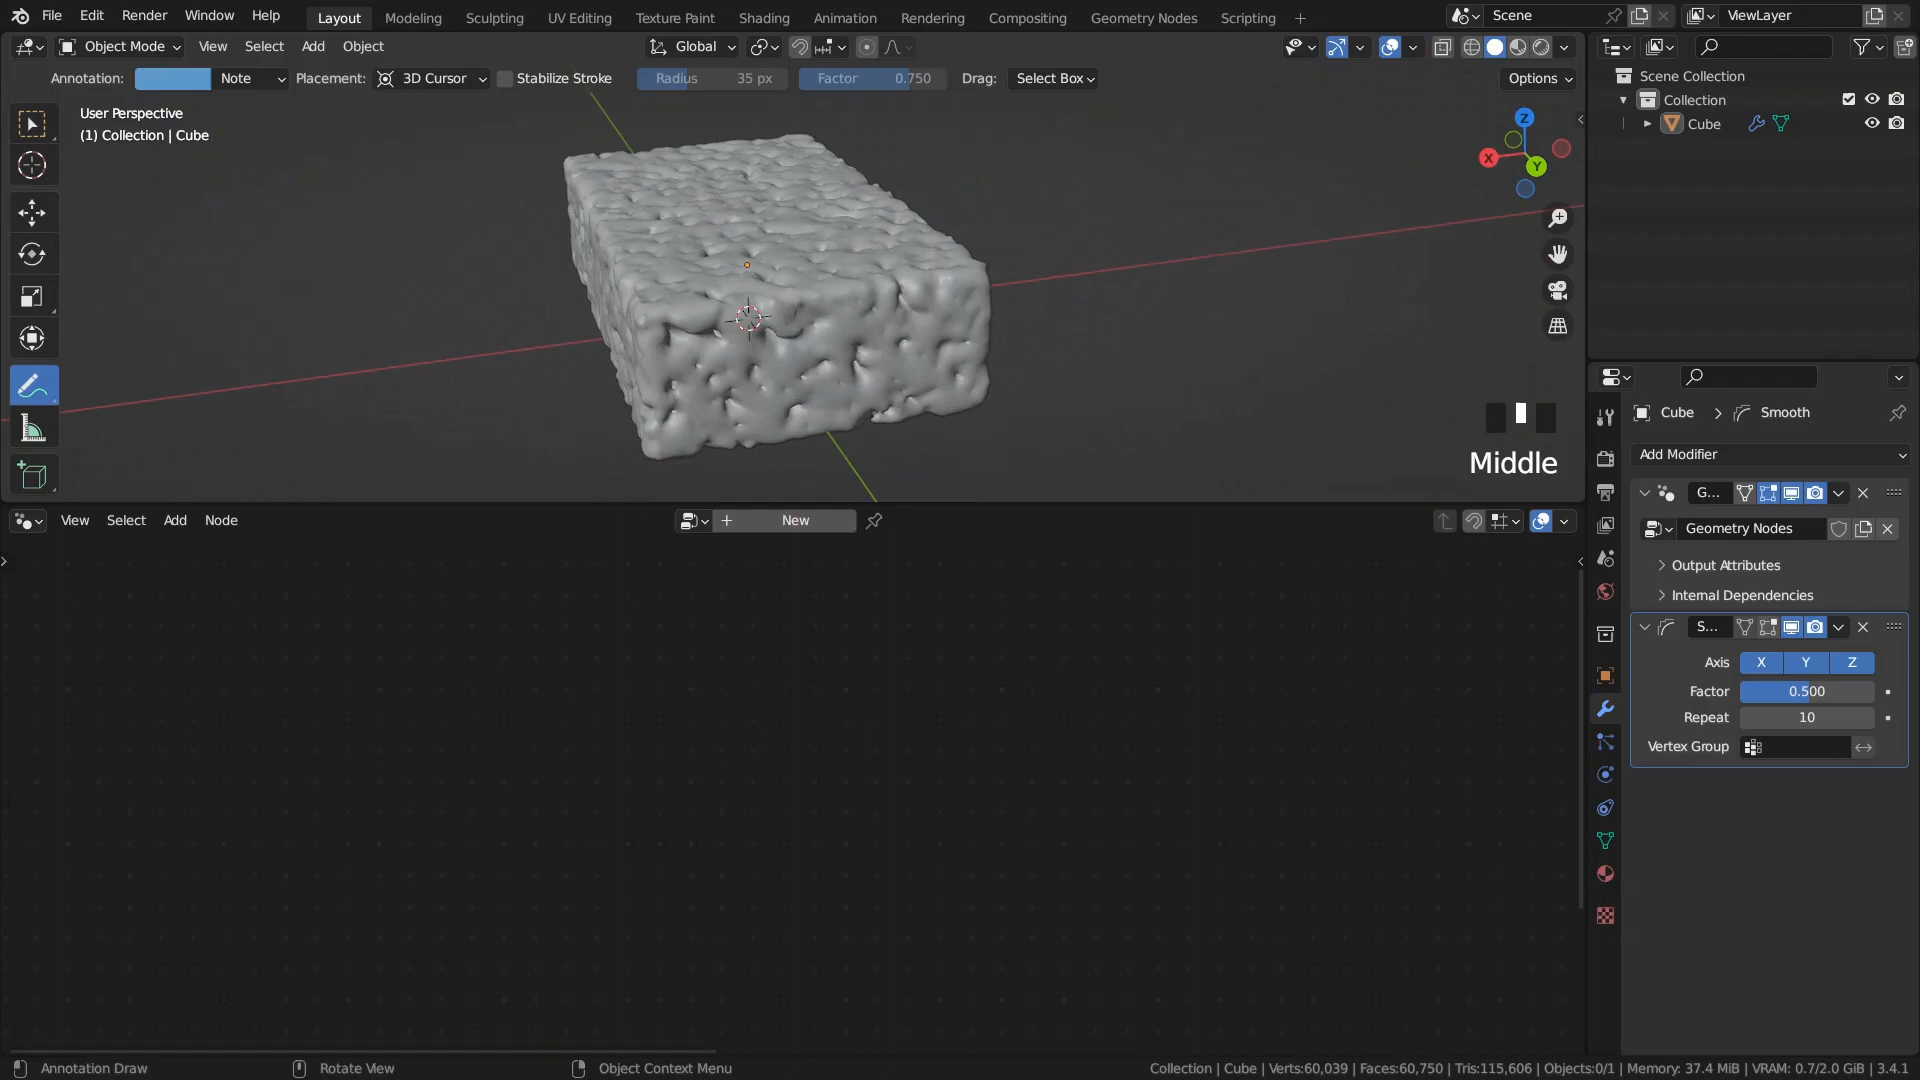 File Edit Render Window Help Layout Modeling Sculpting UV Editing Texture Paint Shading Animation Rendering Compositing Geometry Nodes Scripting + Scene ViewLayer
Object Mode View Select Add Object Global
Annotation: Note Placement: 3D Cursor Stabilize Stroke Radius 35 px Factor 0.750 Drag: Select Box Options
User Perspective
(1) Collection | Cube
Z
X
Y
Middle
Scene Collection
Collection
Cube
Cube > Smooth
Add Modifier
G...
Geometry Nodes
Output Attributes
Internal Dependencies
S...
Axis X Y Z
Factor 0.500
Repeat 10
Vertex Group
View Select Add Node + New
Annotation Draw Rotate View Object Context Menu Collection | Cube | Verts:60,039 | Faces:60,750 | Tris:115,606 | Objects:0/1 | Memory: 37.4 MiB | VRAM: 0.7/2.0 GiB | 3.4.1